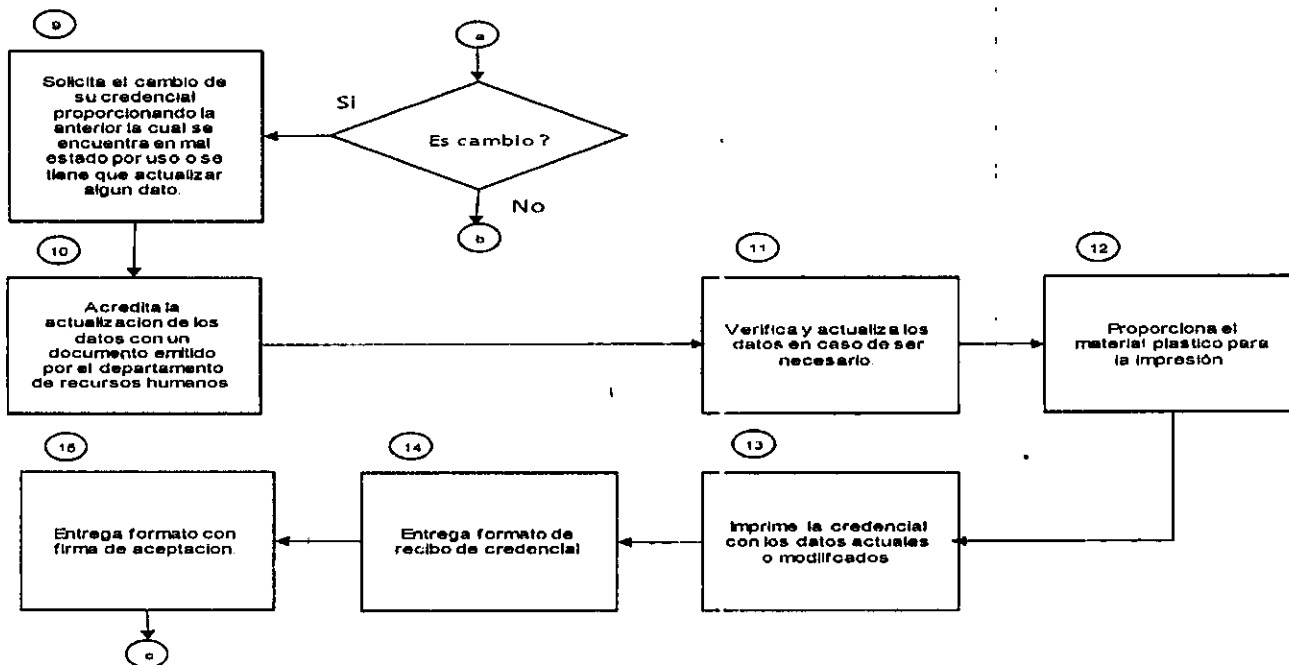 9
Solicita el cambio de
su credencial
proporcionando la
anterior la cual se
encuentra en mal
estado por uso o se
tiene que actualizar
algun dato.
a
Si
Es cambio ?
No
b
10
Acredita la
actualizacion de los
datos con un
documento emitido
por el departamento
de recursos humanos
11
Verifica y actualiza los
datos en caso de ser
necesario.
12
Proporciona el
material plastico para
la impresión
13
Imprime la credencial
con los datos actuales
o modifcados
14
Entrega formato de
recibo de credencial
15
Entrega formato con
firma de aceptacion.
c